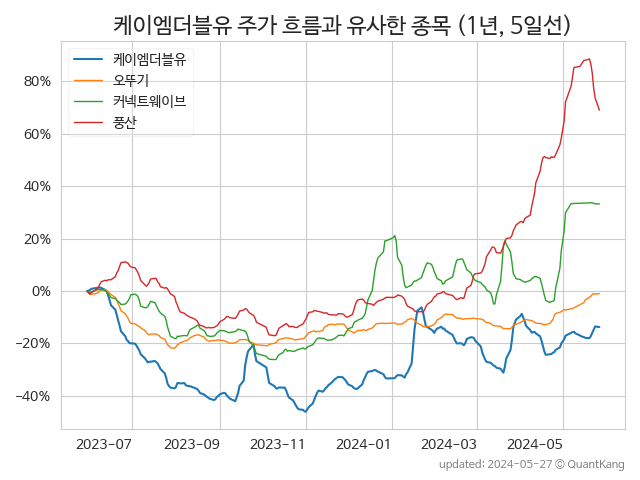 케이엠더블유 주가 흐름과 유사한 종목 (1년, 5일선)
케이엠더블유
오뚜기
커넥트웨이브
풍산
80%
60%
40%
20%
0%
−20%
−40%
2023-07
2023-09
2023-11
2024-01
2024-03
2024-05
updated: 2024-05-27 © QuantKang